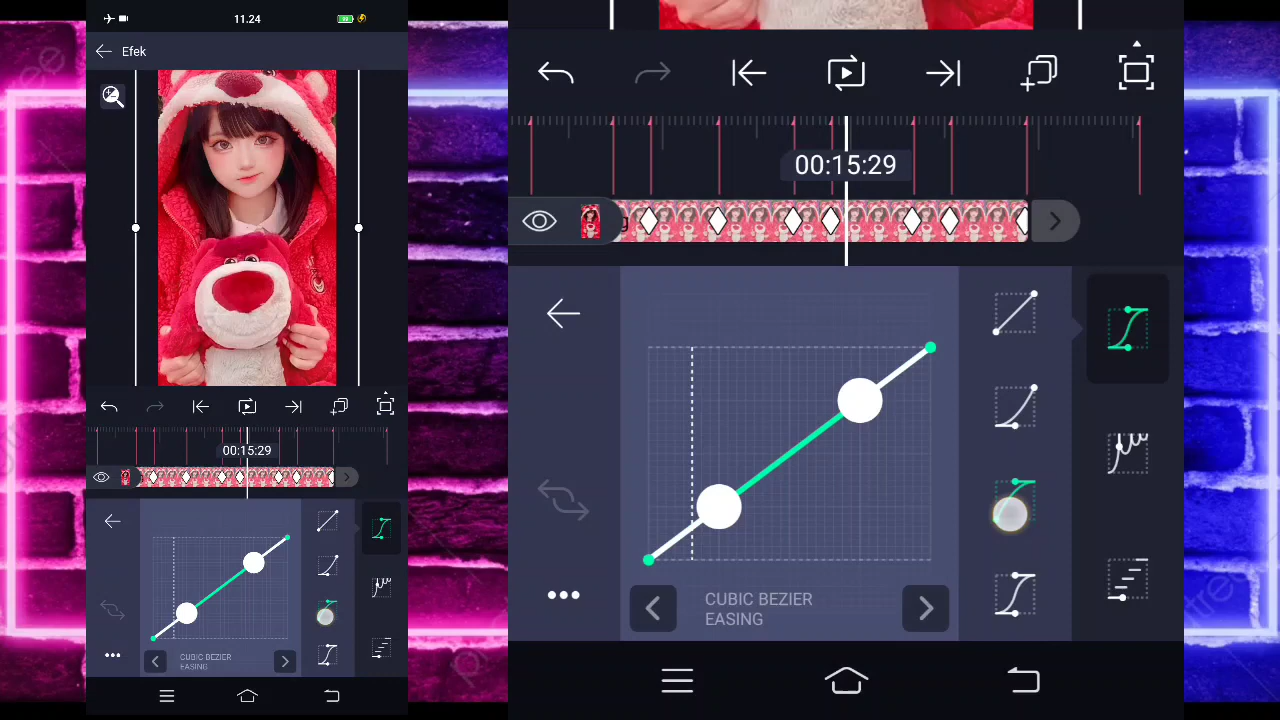 11.24
Efek
00:15:29
CUBIC BEZIER
EASING
00:15:29
CUBIC BEZIER
EASING